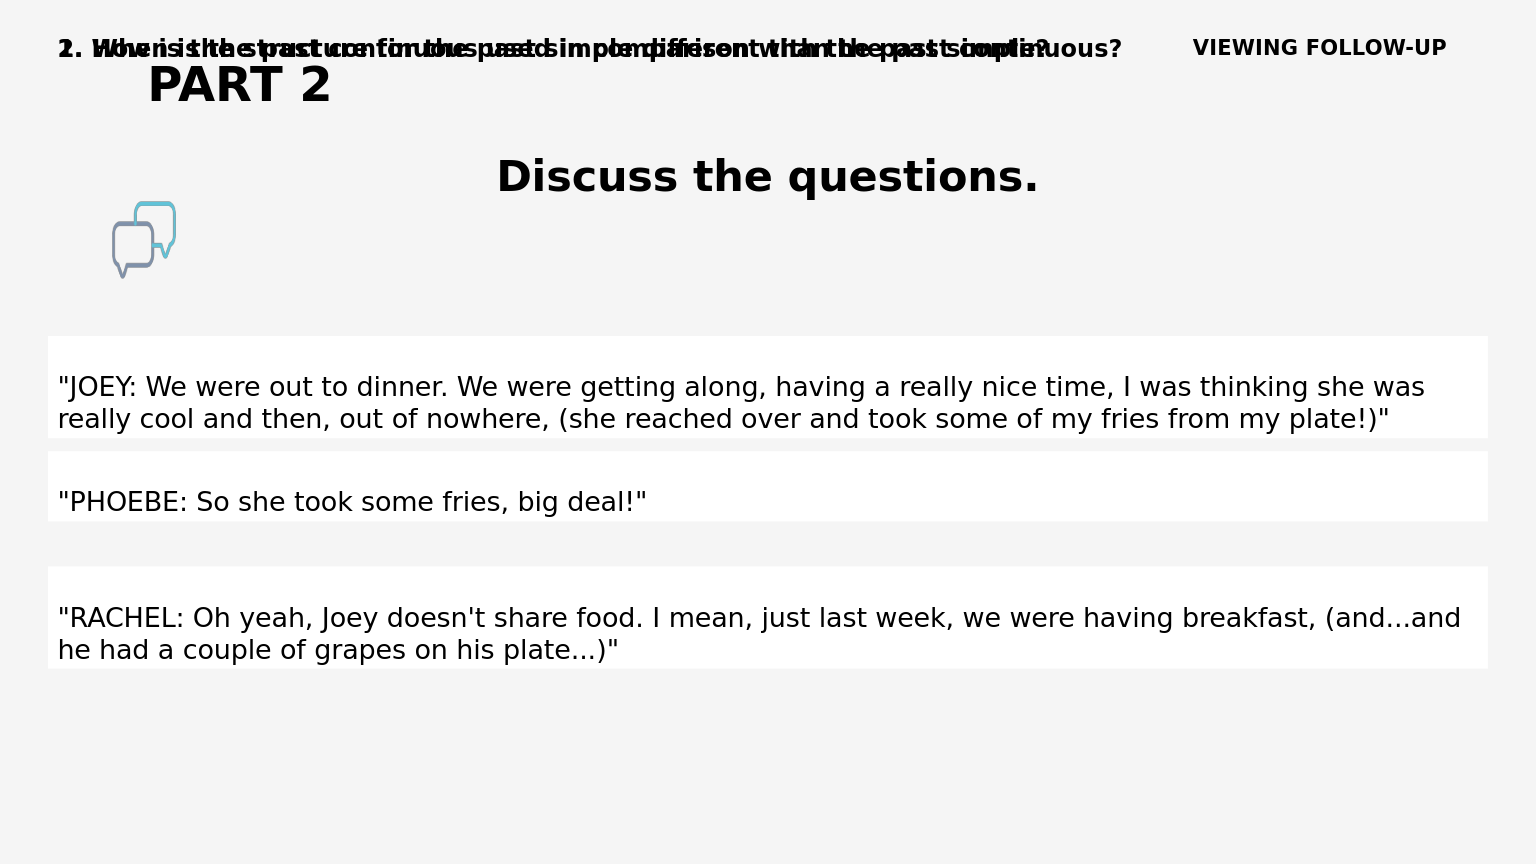 How is the structure for the past simple different than the past continuous?
When is the past continuous used in comparison with the past simple?
VIEWING FOLLOW-UP
PART 2
Discuss the questions.
"JOEY: We were out to dinner. We were getting along, having a really nice time, I was thinking she was
really cool and then, out of nowhere, (she reached over and took some of my fries from my plate!)"
"PHOEBE: So she took some fries, big deal!"
"RACHEL: Oh yeah, Joey doesn't share food. I mean, just last week, we were having breakfast, (and...and
he had a couple of grapes on his plate...)"